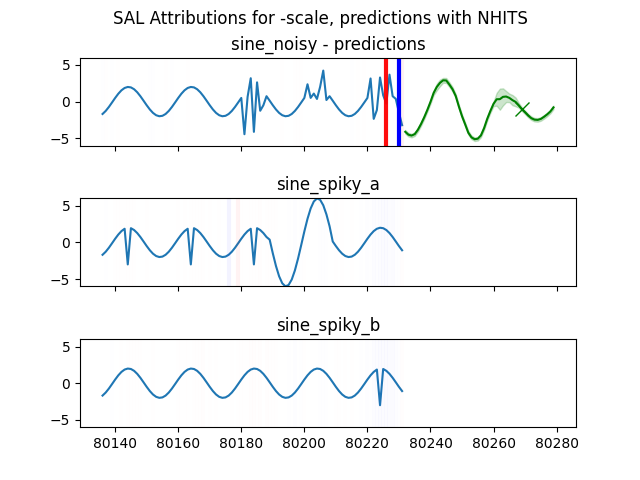 SAL Attributions for -scale, predictions with NHITS
sine_noisy - predictions
5
0
−5
sine_spiky_a
5
0
−5
sine_spiky_b
5
0
−5
80140 80160 80180 80200 80220 80240 80260 80280